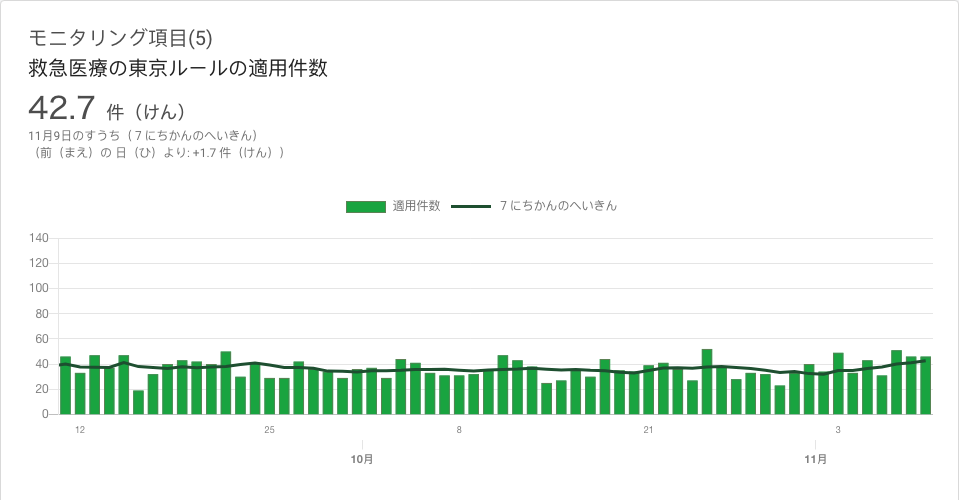 モニタリング項目(5)
救急医療の東京ルールの適用件数
42.7 件（けん）
11月9日のすうち（７にちかんのへいきん）
（前（まえ）の 日（ひ）より: +1.7 件（けん））
適用件数 ７にちかんのへいきん
140
120
100
80
60
40
20
0
12 25 8 21 3
10月 11月